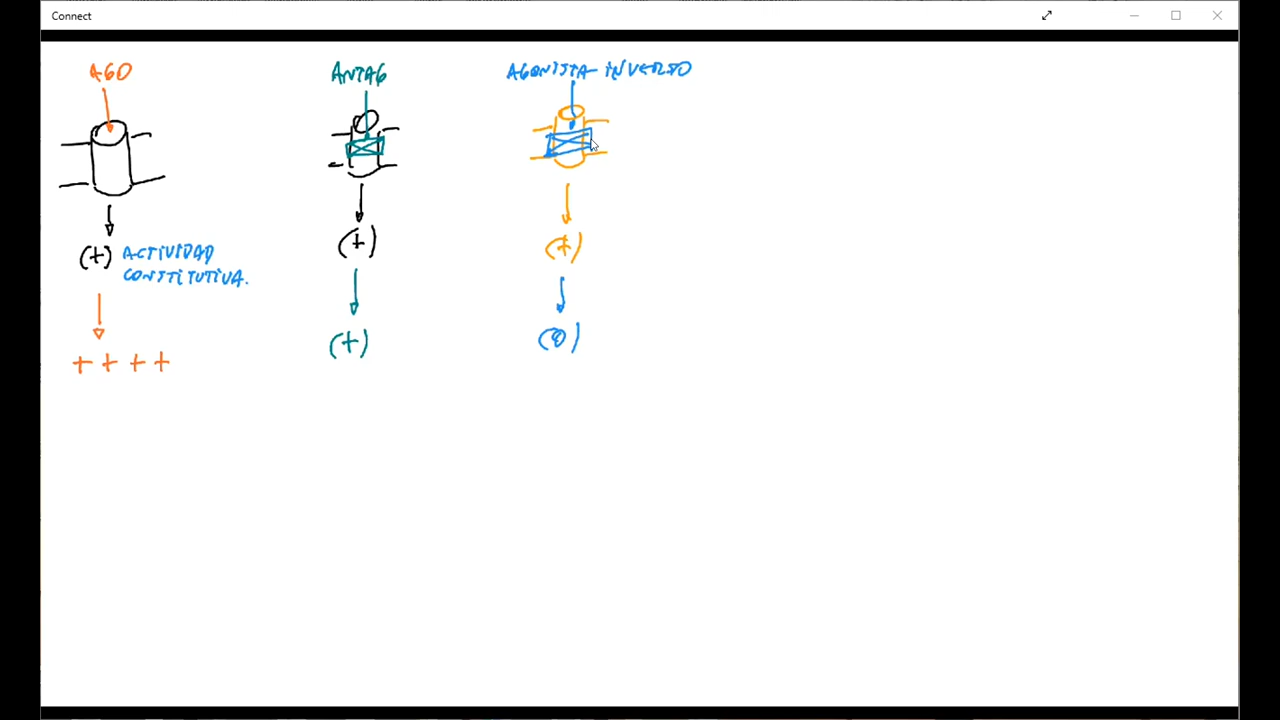 Connect
AGO
ANTAG
AGONISTA INVERSO
(+) ACTIVIDAD
CONSTITUTIVA.
(+)
(+)
++++
(+)
(0)